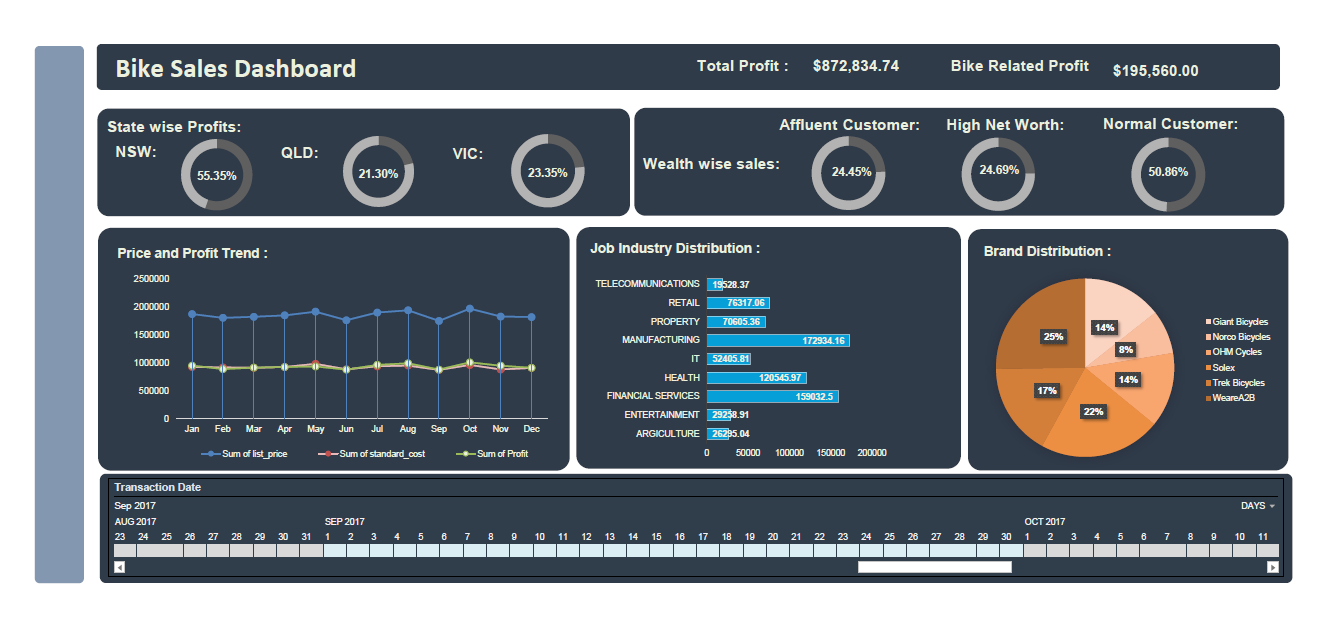 Bike Sales Dashboard
Total Profit : $872,834.74 Bike Related Profit $195,560.00
State wise Profits:
NSW: 55.35% QLD: 21.30% VIC: 23.35%
Affluent Customer: High Net Worth: Normal Customer:
Wealth wise sales: 24.45% 24.69% 50.86%
Price and Profit Trend :
2500000
2000000
1500000
1000000
500000
0
Jan Feb Mar Apr May Jun Jul Aug Sep Oct Nov Dec
Sum of list_price Sum of standard_cost Sum of Profit
Job Industry Distribution :
TELECOMMUNICATIONS 19528.37
RETAIL 76317.06
PROPERTY 70605.36
MANUFACTURING 172934.16
IT 52405.81
HEALTH 120545.97
FINANCIAL SERVICES 159032.5
ENTERTAINMENT 29258.91
ARGICULTURE 26295.04
0 50000 100000 150000 200000
Brand Distribution :
14%
8%
14%
22%
17%
25%
Giant Bicycles
Norco Bicycles
OHM Cycles
Solex
Trek Bicycles
WeareA2B
Transaction Date
Sep 2017 DAYS
AUG 2017 SEP 2017 OCT 2017
23 24 25 26 27 28 29 30 31 1 2 3 4 5 6 7 8 9 10 11 12 13 14 15 16 17 18 19 20 21 22 23 24 25 26 27 28 29 30 1 2 3 4 5 6 7 8 9 10 11